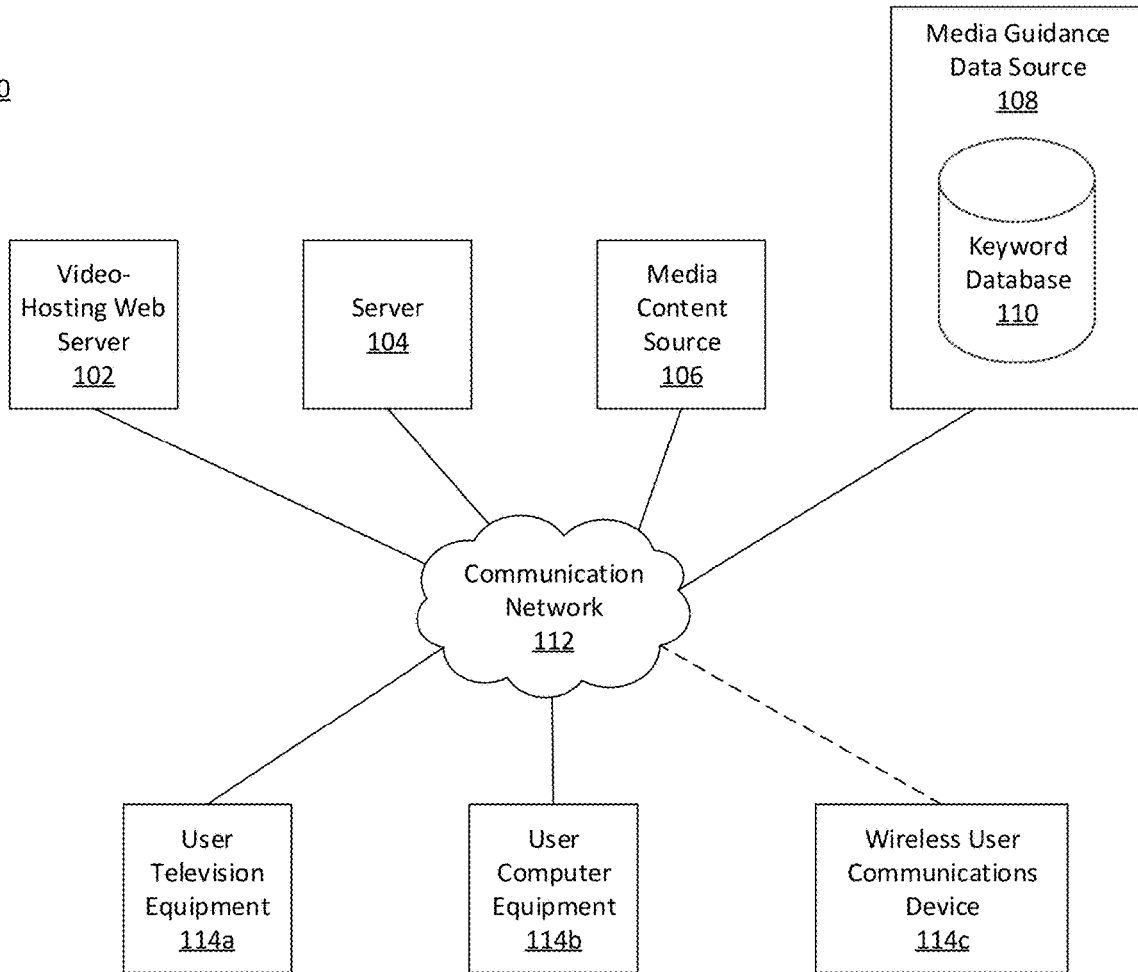 Media Guidance
Data Source
108
Keyword
Database
110
Video-
Hosting Web
Server
102
Server
104
Media
Content
Source
106
Communication
Network
112
User
Television
Equipment
114a
User
Computer
Equipment
114b
Wireless User
Communications
Device
114c